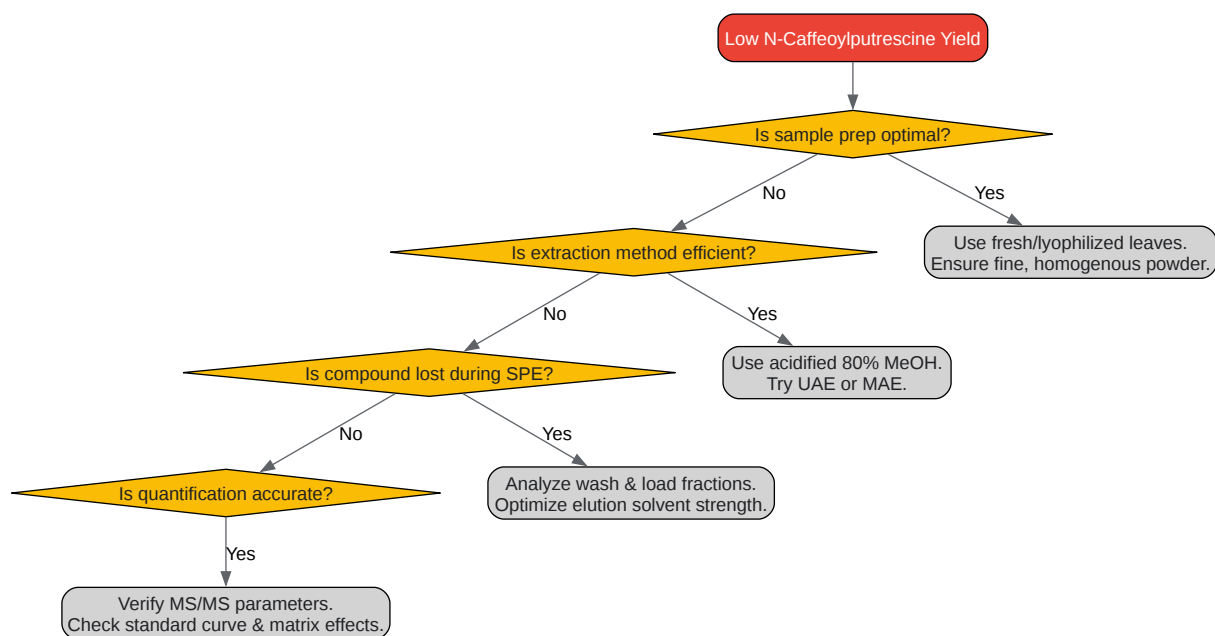 Low N-Caffeoylputrescine Yield
Is sample prep optimal?
No
Yes
Is extraction method efficient?
Use fresh/lyophilized leaves.
Ensure fine, homogenous powder.
No
Yes
Is compound lost during SPE?
Use acidified 80% MeOH.
Try UAE or MAE.
No
Yes
Is quantification accurate?
Analyze wash & load fractions.
Optimize elution solvent strength.
Yes
Verify MS/MS parameters.
Check standard curve & matrix effects.